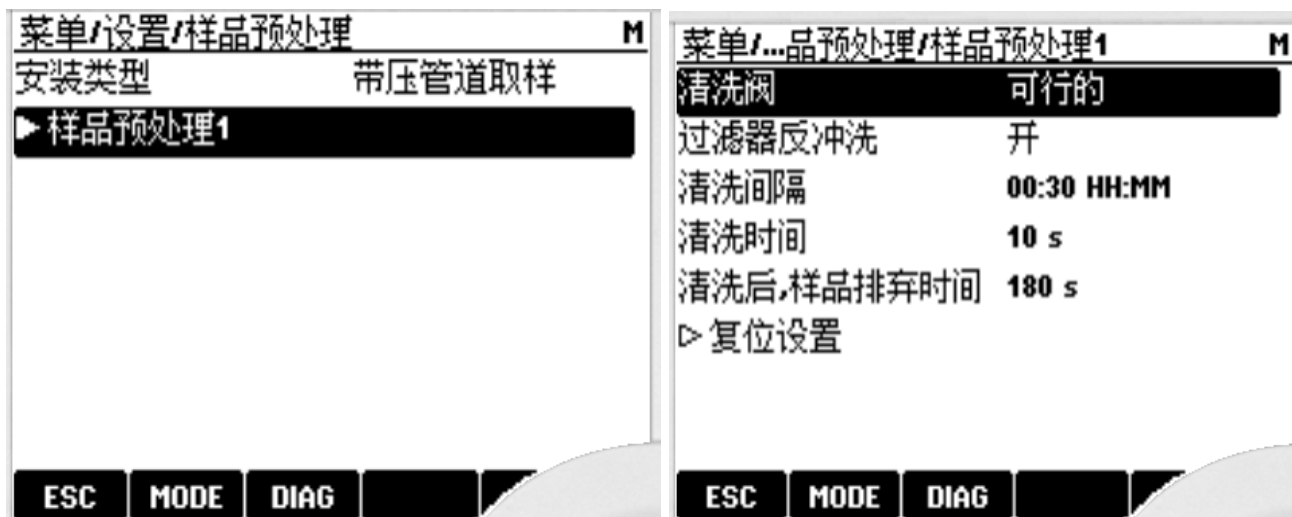 菜单/设置/样品预处理 M
安装类型 带压管道取样
▶样品预处理1
ESC MODE DIAG
菜单/...品预处理/样品预处理1 M
清洗阀 可行的
过滤器反冲洗 开
清洗间隔 00:30 HH:MM
清洗时间 10 s
清洗后,样品排弃时间 180 s
▷复位设置
ESC MODE DIAG